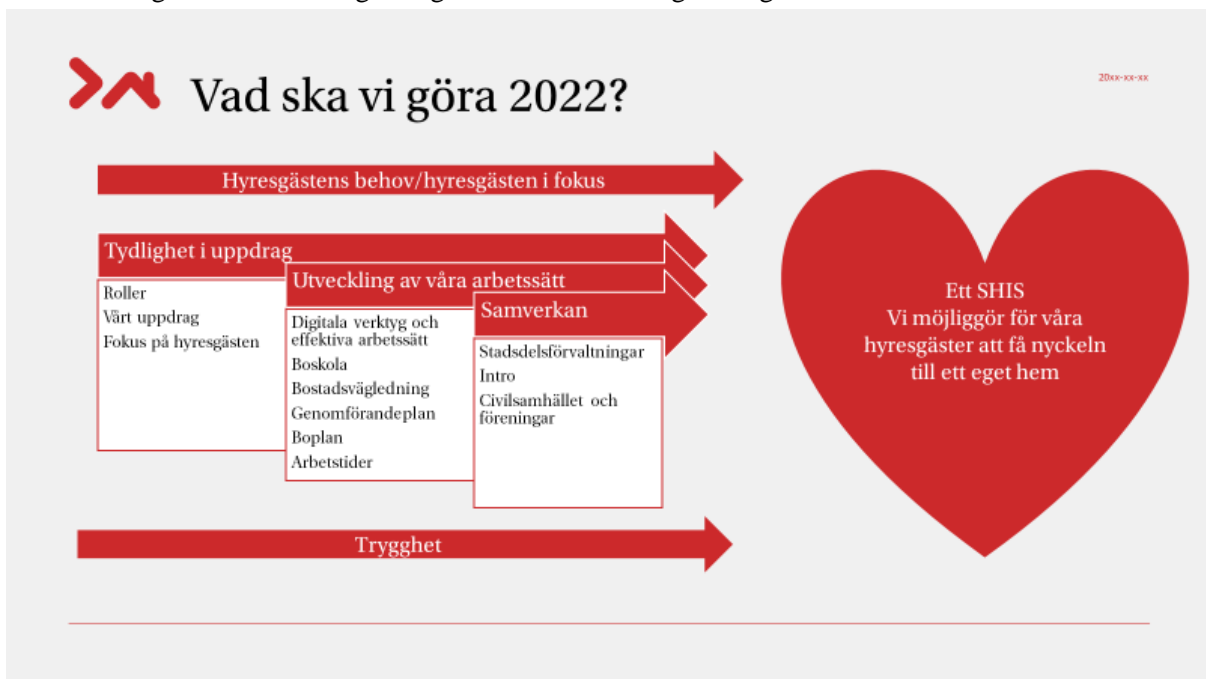 Vad ska vi göra 2022?
20xx-xx-xx
Hyresgästens behov/hyresgästen i fokus
Tydlighet i uppdrag
Roller
Vårt uppdrag
Fokus på hyresgästen
Utveckling av våra arbetssätt
Digitala verktyg och
effektiva arbetssätt
Boskola
Bostadsvägledning
Genomförandeplan
Boplan
Arbetstider
Samverkan
Stadsdelsförvaltningar
Intro
Civilsamhället och
föreningar
Trygghet
Ett SHIS
Vi möjliggör för våra
hyresgäster att få nyckeln
till ett eget hem